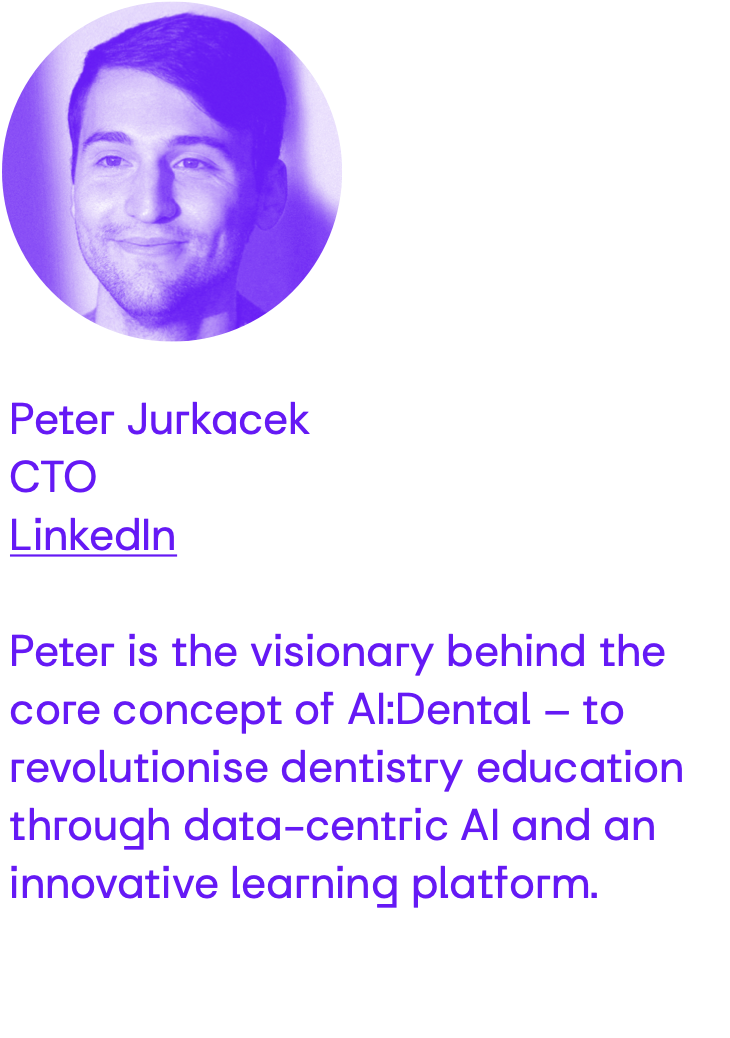 Peter Jurkacek
CTO
LinkedIn
Peter is the visionary behind the
core concept of AI:Dental – to
revolutionise dentistry education
through data-centric AI and an
innovative learning platform.